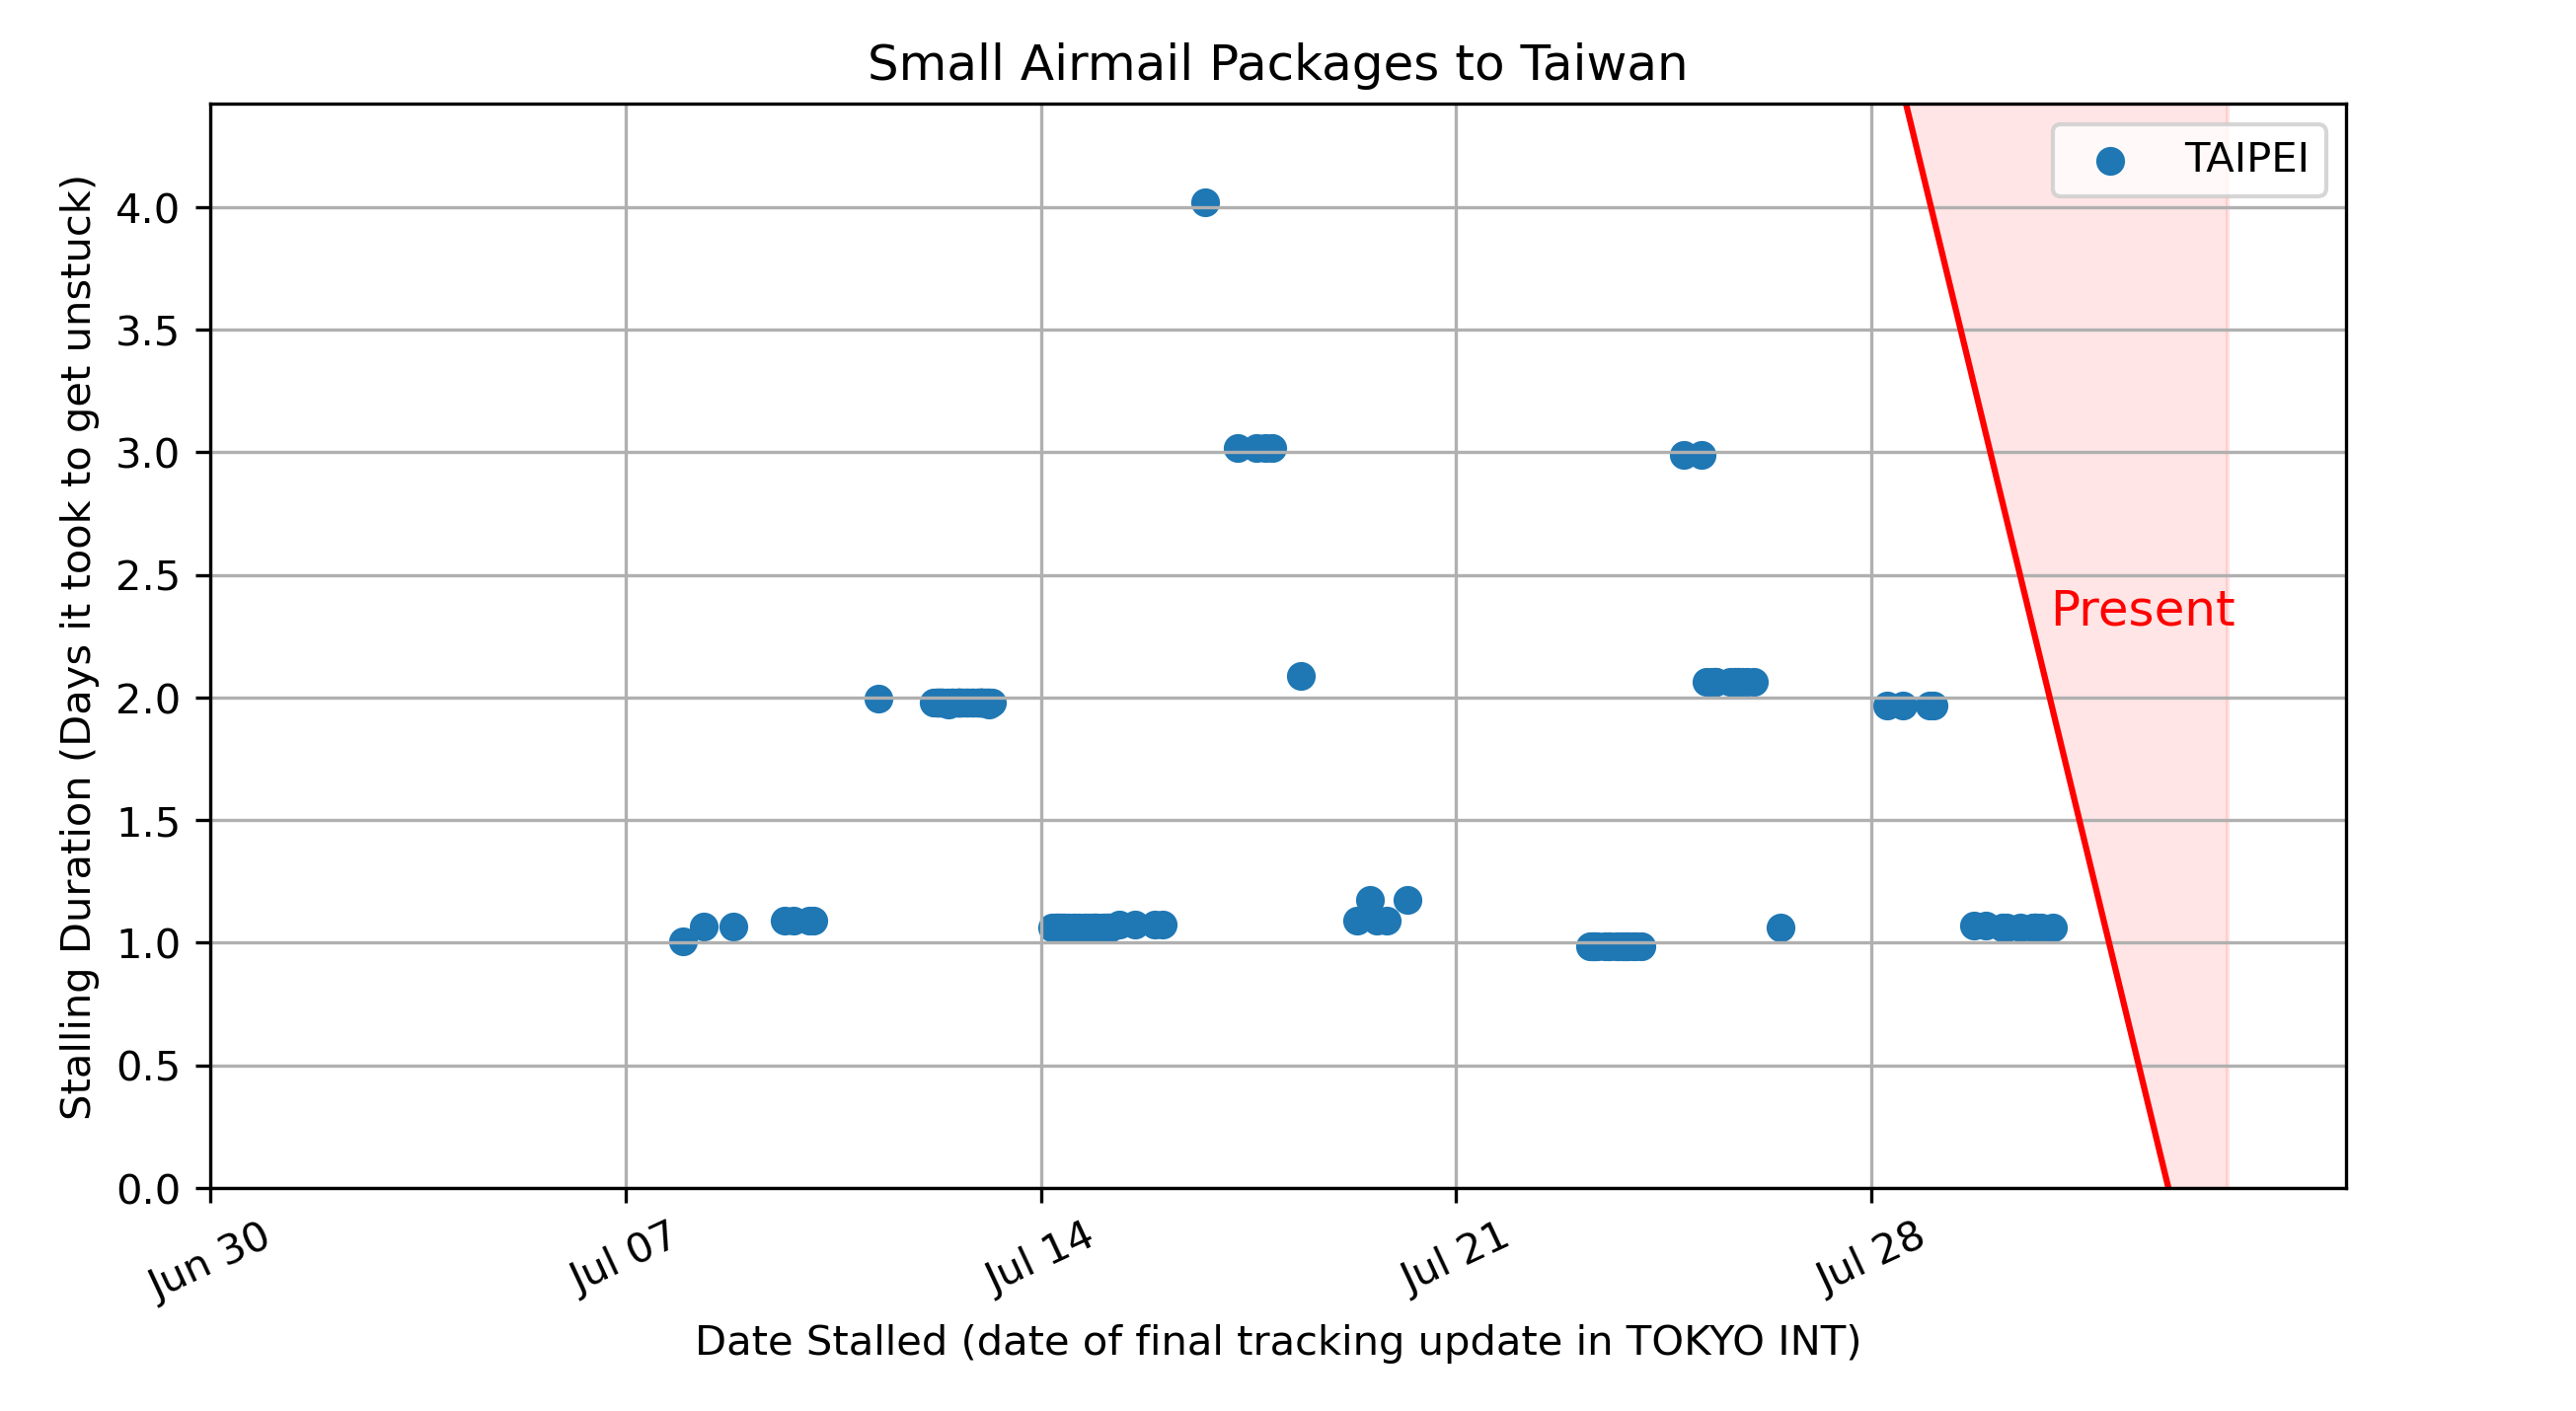 Small Airmail Packages to Taiwan
TAIPEI
Present
Stalling Duration (Days it took to get unstuck)
4.0
3.5
3.0
2.5
2.0
1.5
1.0
0.5
0.0
Jun 30
Jul 07
Jul 14
Jul 21
Jul 28
Date Stalled (date of final tracking update in TOKYO INT)